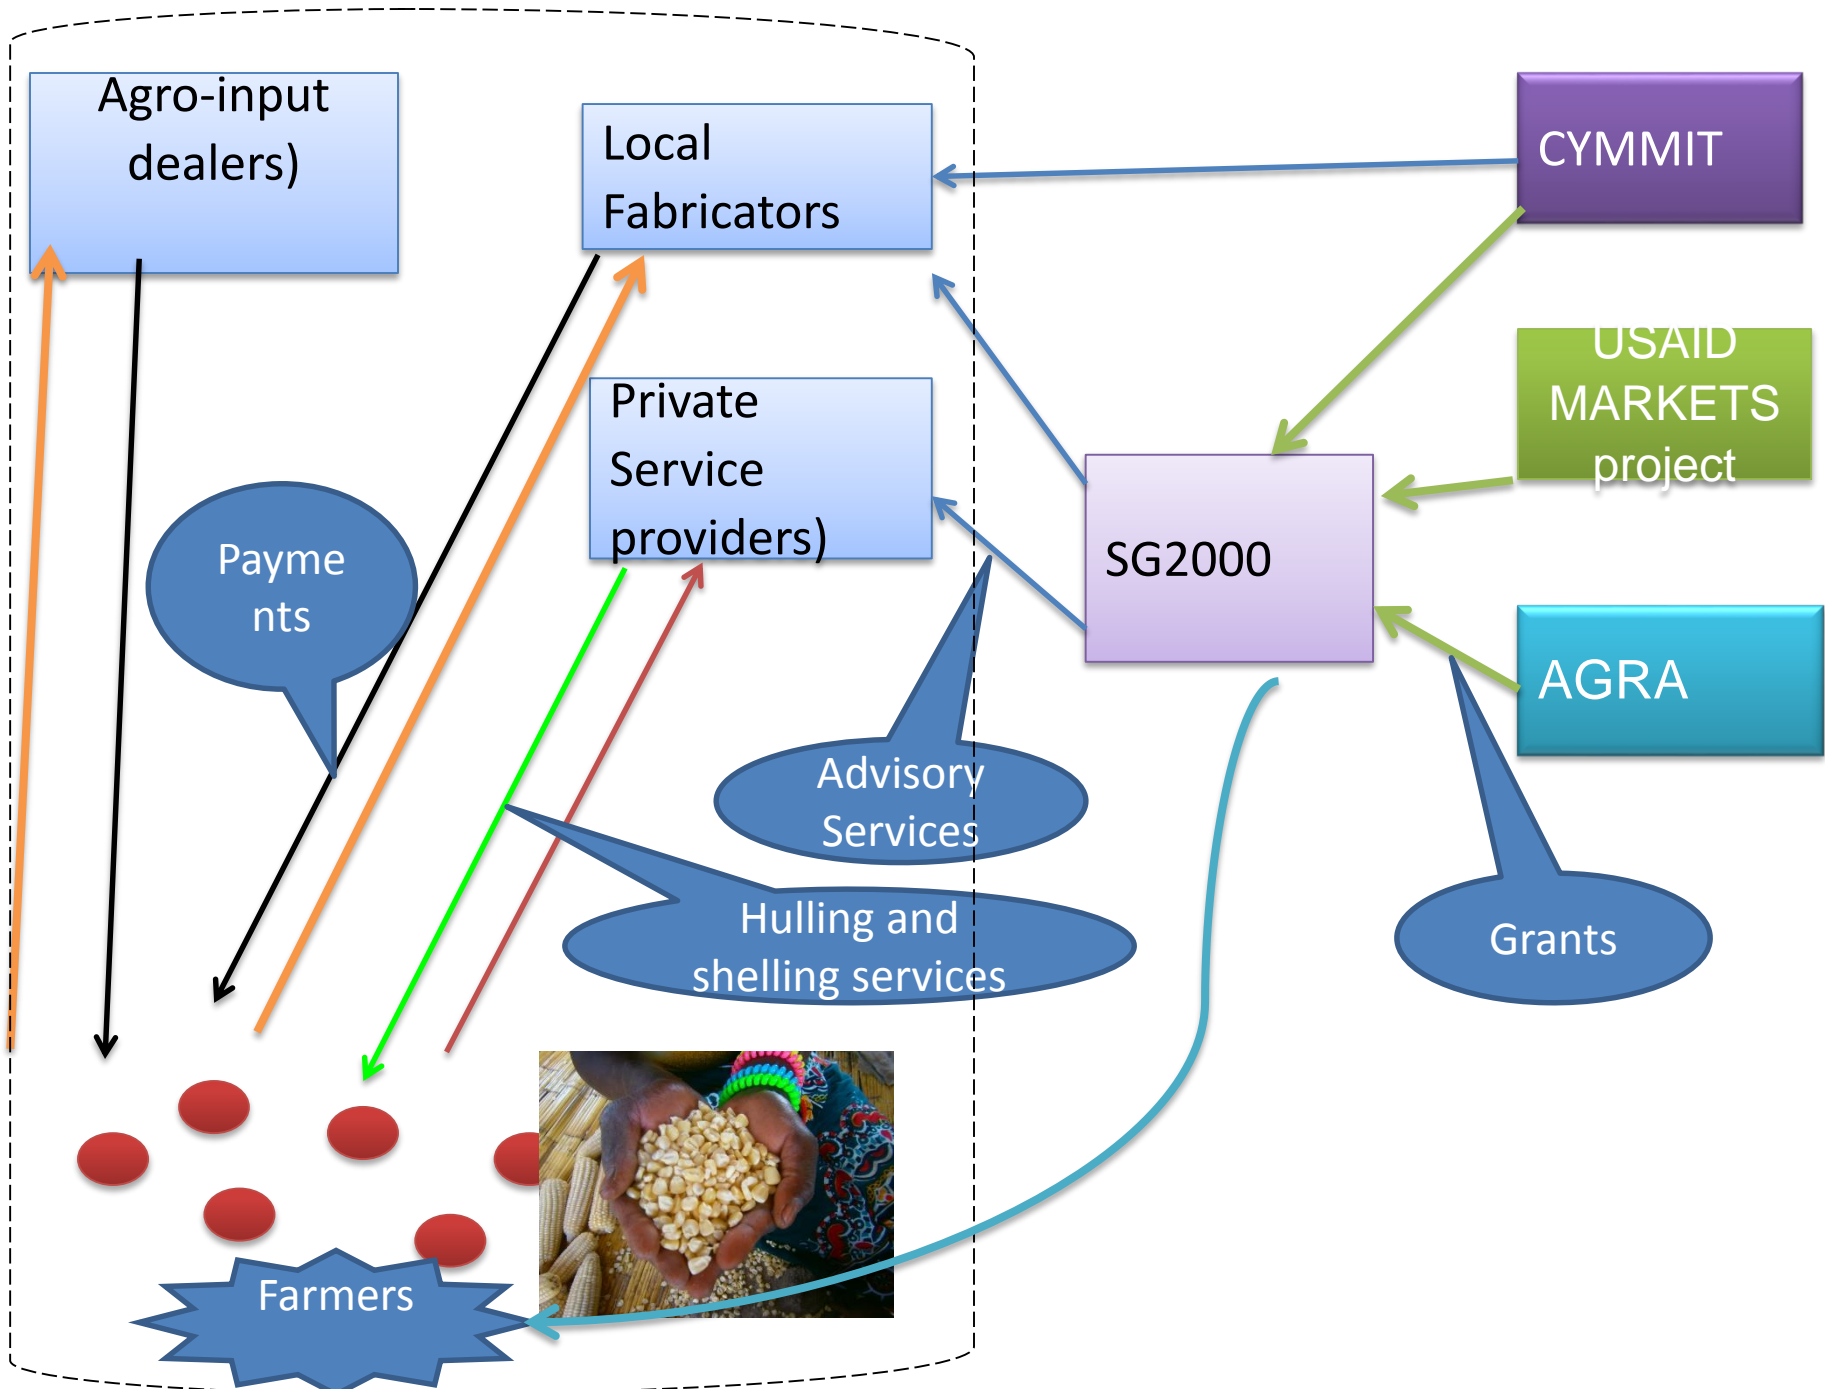 Agro-input
dealers)
Local
Fabricators
CYMMIT
USAID
MARKETS
project
Private
Service
providers)
SG2000
Payme
nts
AGRA
Advisory
Services
Hulling and
shelling services
Grants
Farmers